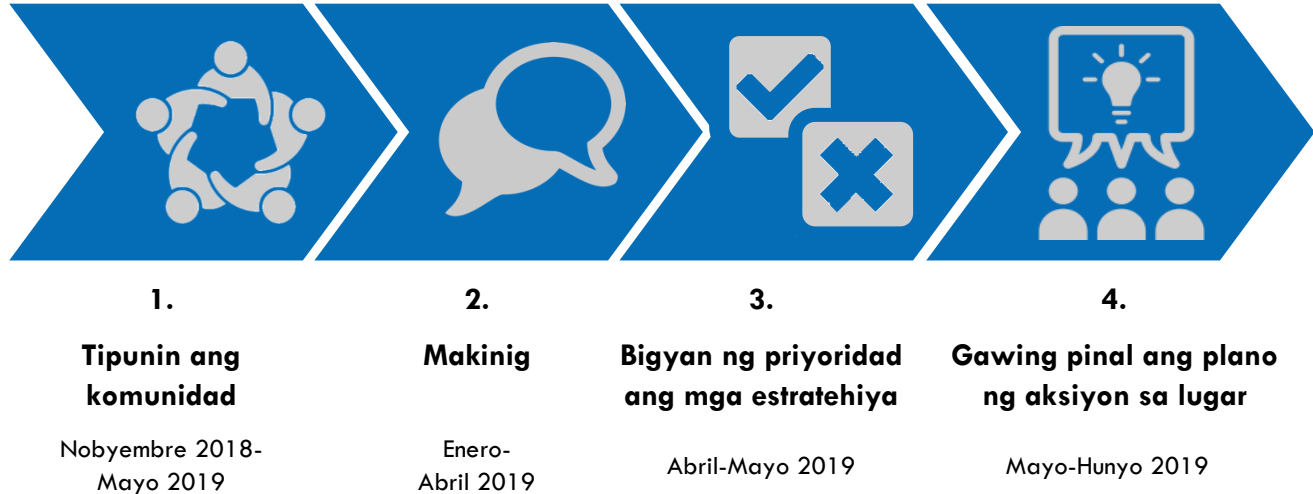 1.
Tipunin ang
komunidad
Nobyembre 2018-
Mayo 2019
2.
Makinig
Enero-
Abril 2019
3.
Bigyan ng priyoridad
ang mga estratehiya
Abril-Mayo 2019
4.
Gawing pinal ang plano
ng aksiyon sa lugar
Mayo-Hunyo 2019